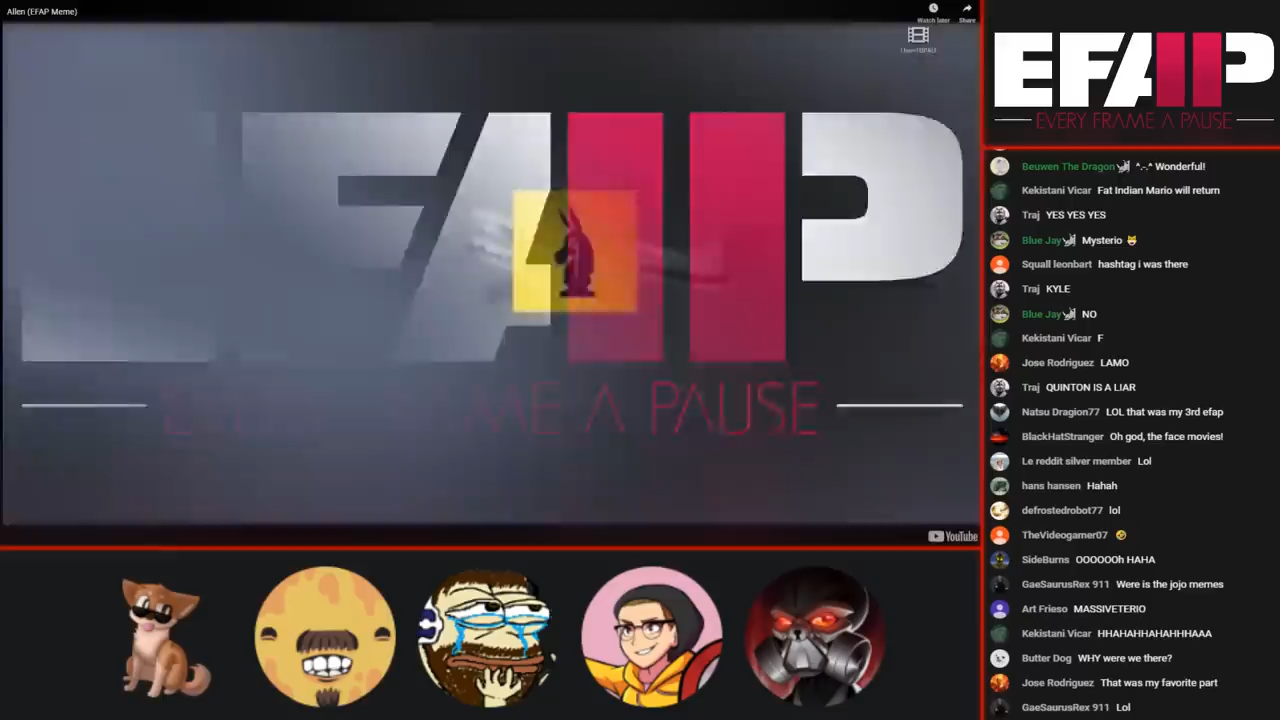 Allen (EFAP Meme)
Watch later
Share
EFAP
EVERY FRAME A PAUSE
FAP
ME A PAUSE
YouTube
Beuwen The Dragon ^.-.^ Wonderful!
Kekistani Vicar Fat Indian Mario will return
Traj YES YES YES
Blue Jay Mysterio 😼
Squall leonbart hashtag i was there
Traj KYLE
Blue Jay NO
Kekistani Vicar F
Jose Rodriguez LAMO
Traj QUINTON IS A LIAR
Natsu Dragion77 LOL that was my 3rd efap
BlackHatStranger Oh god, the face movies!
Le reddit silver member Lol
hans hansen Hahah
defrostedrobot77 lol
TheVideogamer07 🤣
SideBurns OOOOOOh HAHA
GaeSaurusRex 911 Were is the jojo memes
Art Frieso MASSIVETERIO
Kekistani Vicar HHAHAHHAHAHHHAAA
Butter Dog WHY were we there?
Jose Rodriguez That was my favorite part
GaeSaurusRex 911 Lol